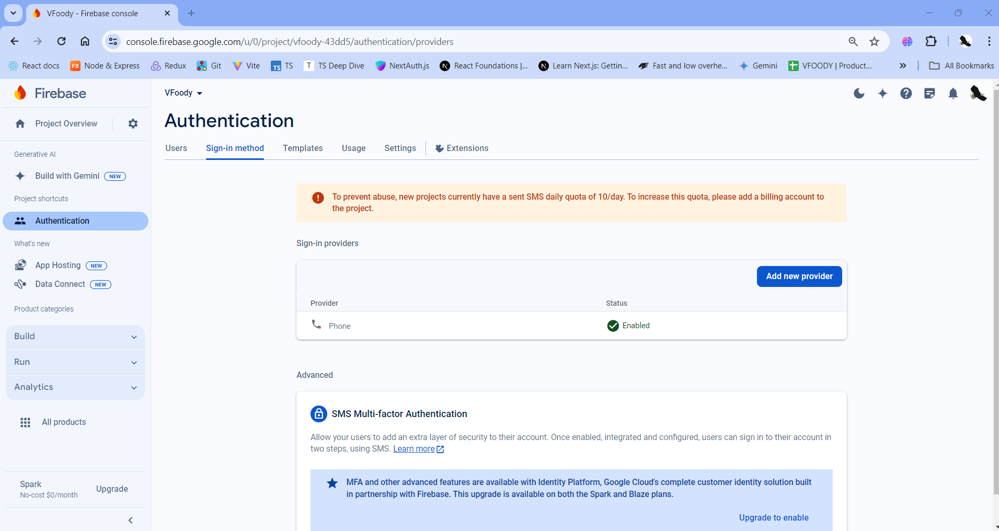 VFoody - Firebase console
console.firebase.google.com/u/0/project/vfoody-43dd5/authentication/providers
React docs
F8 Node & Express
Redux
Git
Vite
TS TS
T TS Deep Dive
NextAuth.js
N React Foundations |...
N Learn Next.js: Gettin...
Fast and low overhe...
Gemini
VFOODY | Product...
All Bookmarks
Firebase
VFoody
Project Overview
Authentication
Users
Sign-in method
Templates
Usage
Settings
Extensions
Generative AI
Build with Gemini NEW
Project shortcuts
Authentication
What's new
App Hosting NEW
Data Connect NEW
Product categories
Build
Run
Analytics
All products
Spark
No-cost $0/month
Upgrade
To prevent abuse, new projects currently have a sent SMS daily quota of 10/day. To increase this quota, please add a billing account to
the project.
Sign-in providers
Add new provider
Provider
Status
Phone
Enabled
Advanced
SMS Multi-factor Authentication
Allow your users to add an extra layer of security to their account. Once enabled, integrated and configured, users can sign in to their account in
two steps, using SMS. Learn more
MFA and other advanced features are available with Identity Platform, Google Cloud's complete customer identity solution built
in partnership with Firebase. This upgrade is available on both the Spark and Blaze plans.
Upgrade to enable